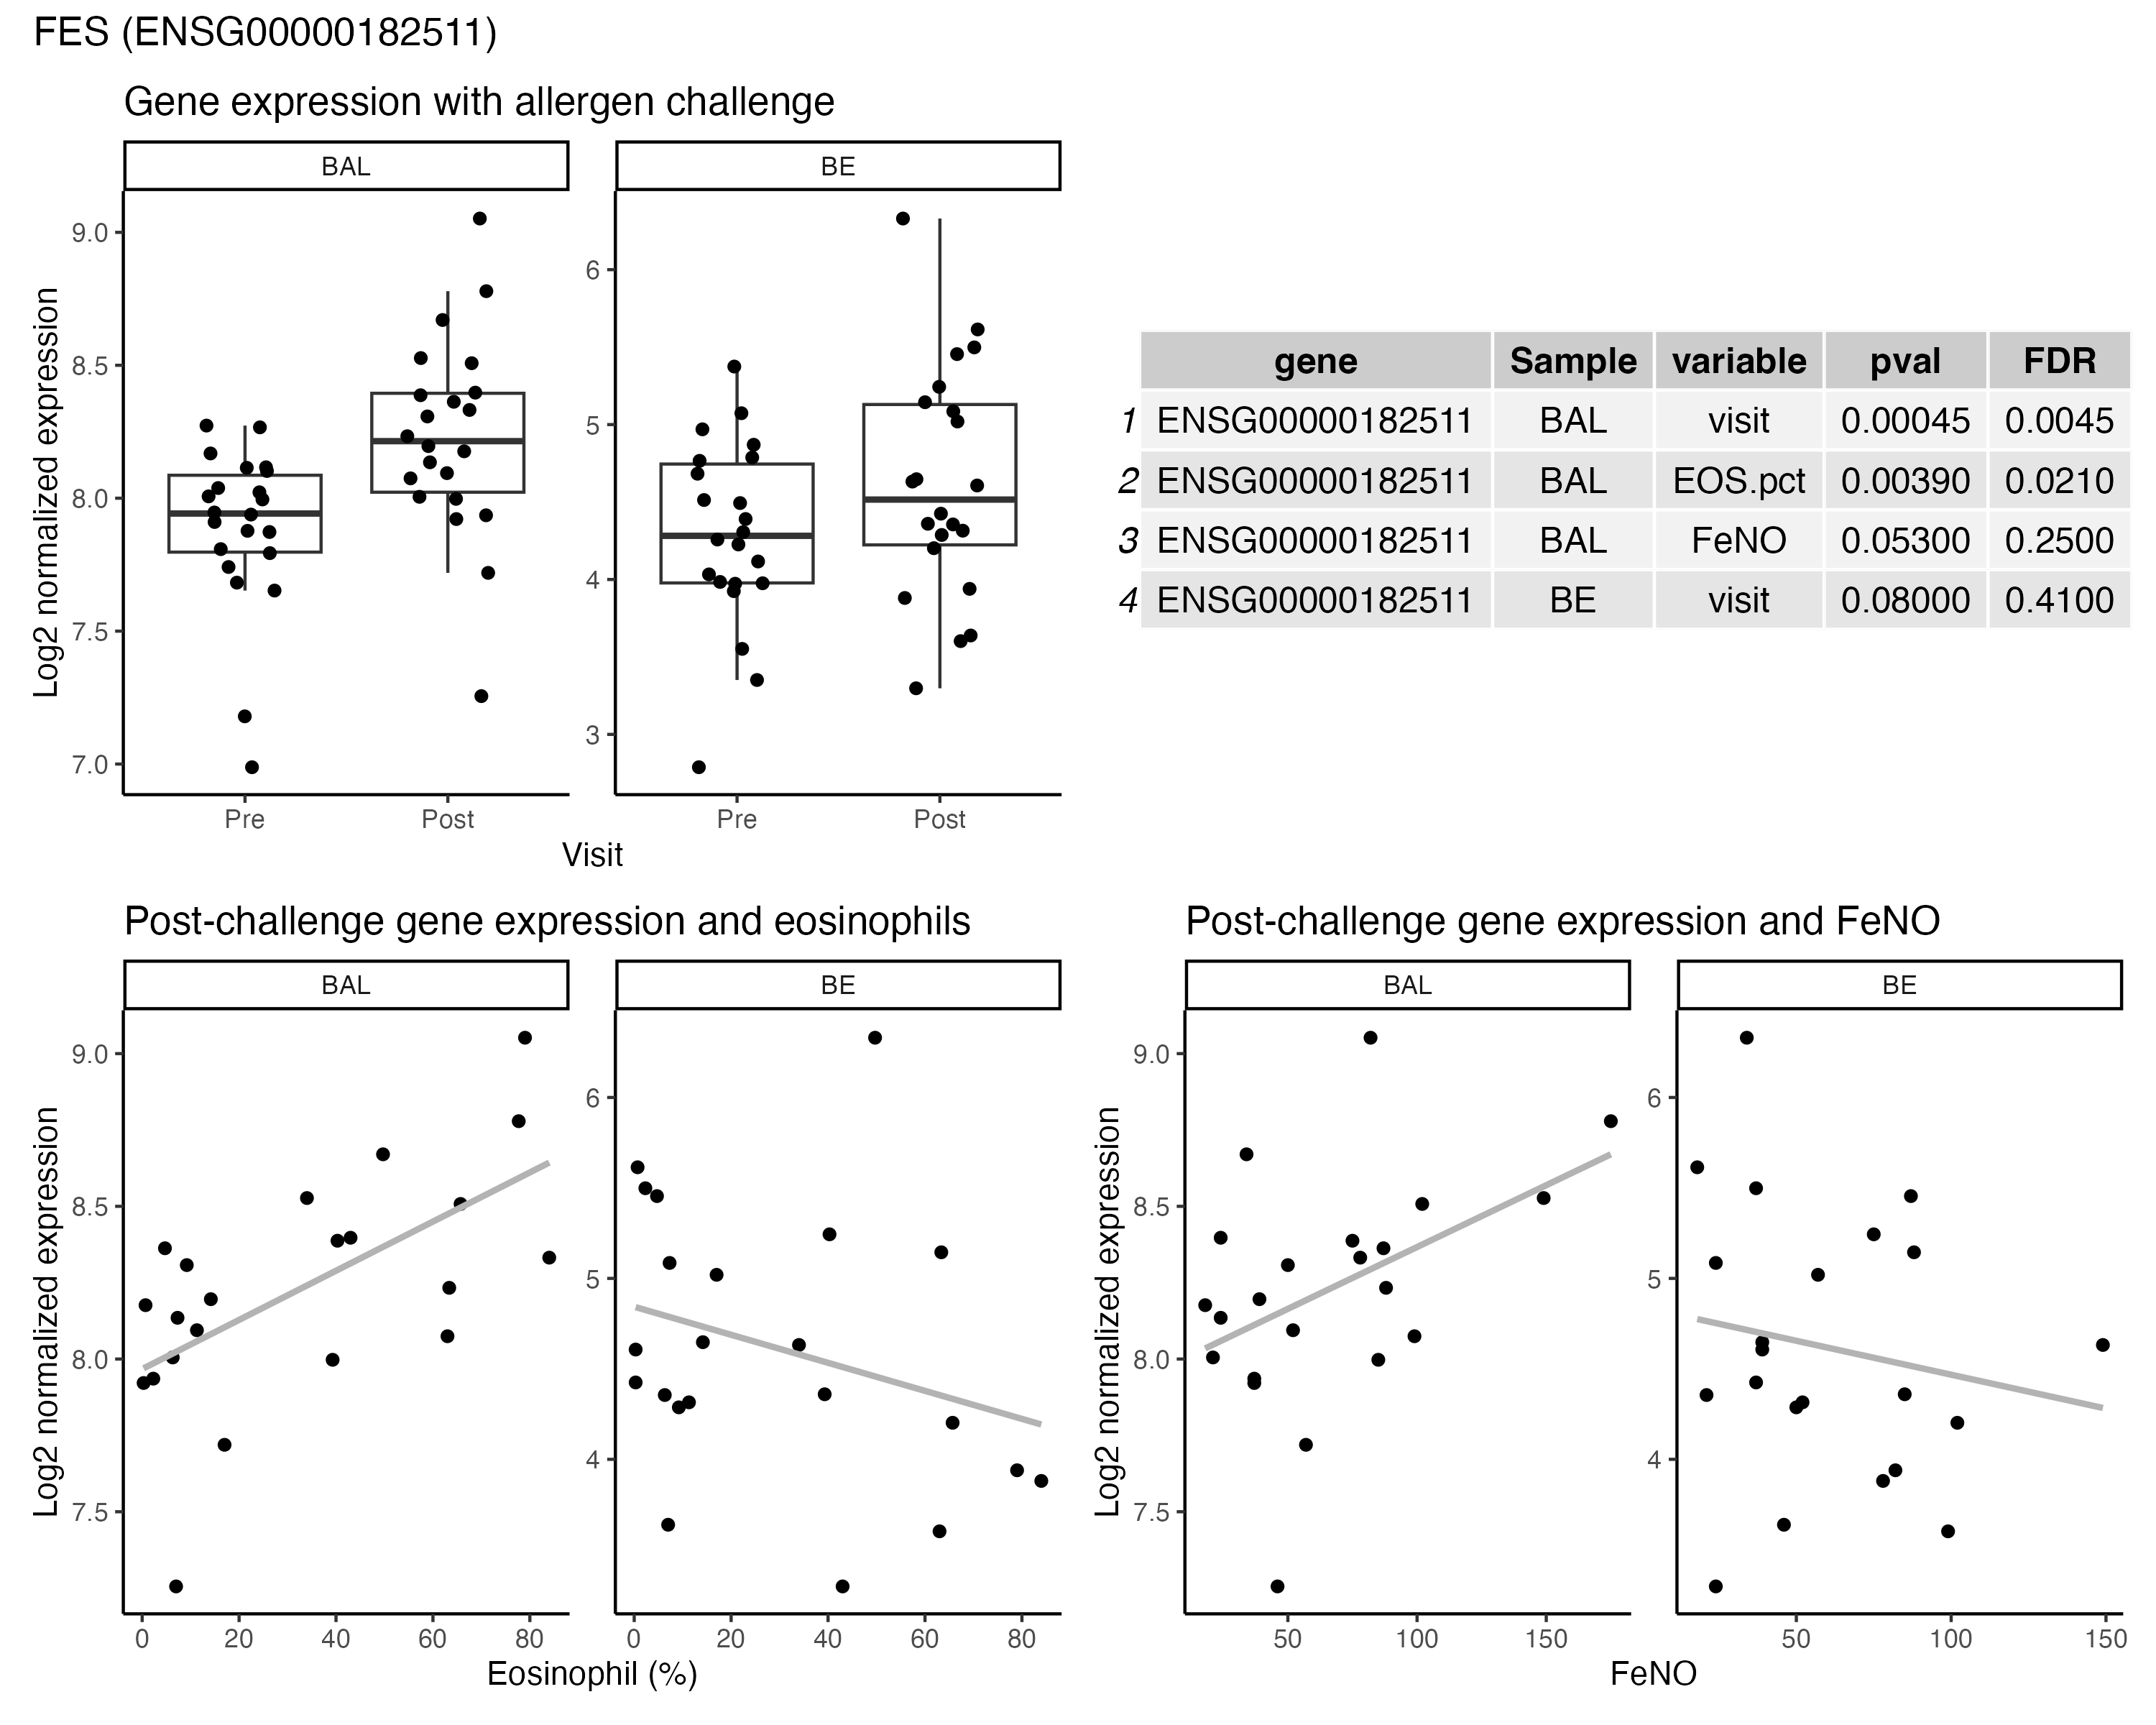 FES (ENSG00000182511)
Gene expression with allergen challenge
BAL
BE
Log2 normalized expression
9.0
8.5
8.0
7.5
7.0
6
5
4
3
Pre
Post
Pre
Post
Visit
gene Sample variable pval FDR
1 ENSG00000182511 BAL visit 0.00045 0.0045
2 ENSG00000182511 BAL EOS.pct 0.00390 0.0210
3 ENSG00000182511 BAL FeNO 0.05300 0.2500
4 ENSG00000182511 BE visit 0.08000 0.4100
Post-challenge gene expression and eosinophils
BAL
BE
Log2 normalized expression
9.0
8.5
8.0
7.5
6
5
4
0 20 40 60 80
0 20 40 60 80
Eosinophil (%)
Post-challenge gene expression and FeNO
BAL
BE
Log2 normalized expression
9.0
8.5
8.0
7.5
6
5
4
50 100 150
50 100 150
FeNO